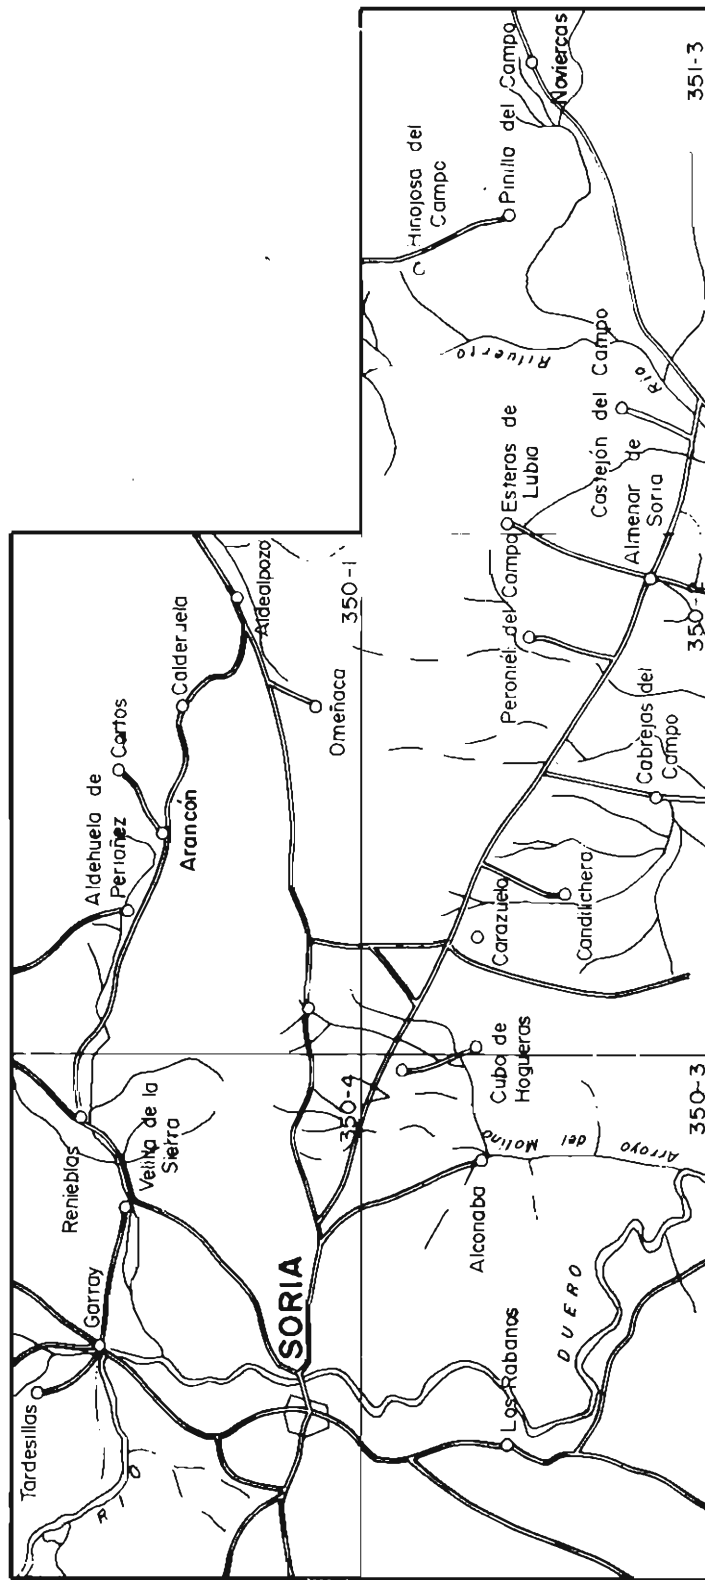 Tardesillas
Garray
Renieblas
Velilla de la
Sierra
Aldehuela de
Periañez
Cortos
Arancón
Calderuela
Aldealpozo
Omeñaca
350-1
SORIA
350-4
RIO
Hinojosa del
Campo
Pinilla del Campo
Noviercas
351-3
Rituerto
Río
Castejón del Campo
Esteras de
Lubia
Almenar de
Soria
Peroniel del Campo
Cabrejas del
Campo
Candilichera
Carazuelo
Cubo de
Hogueras
350-3
Arroyo del Molino
Alconaba
DUERO
Los Rabanos